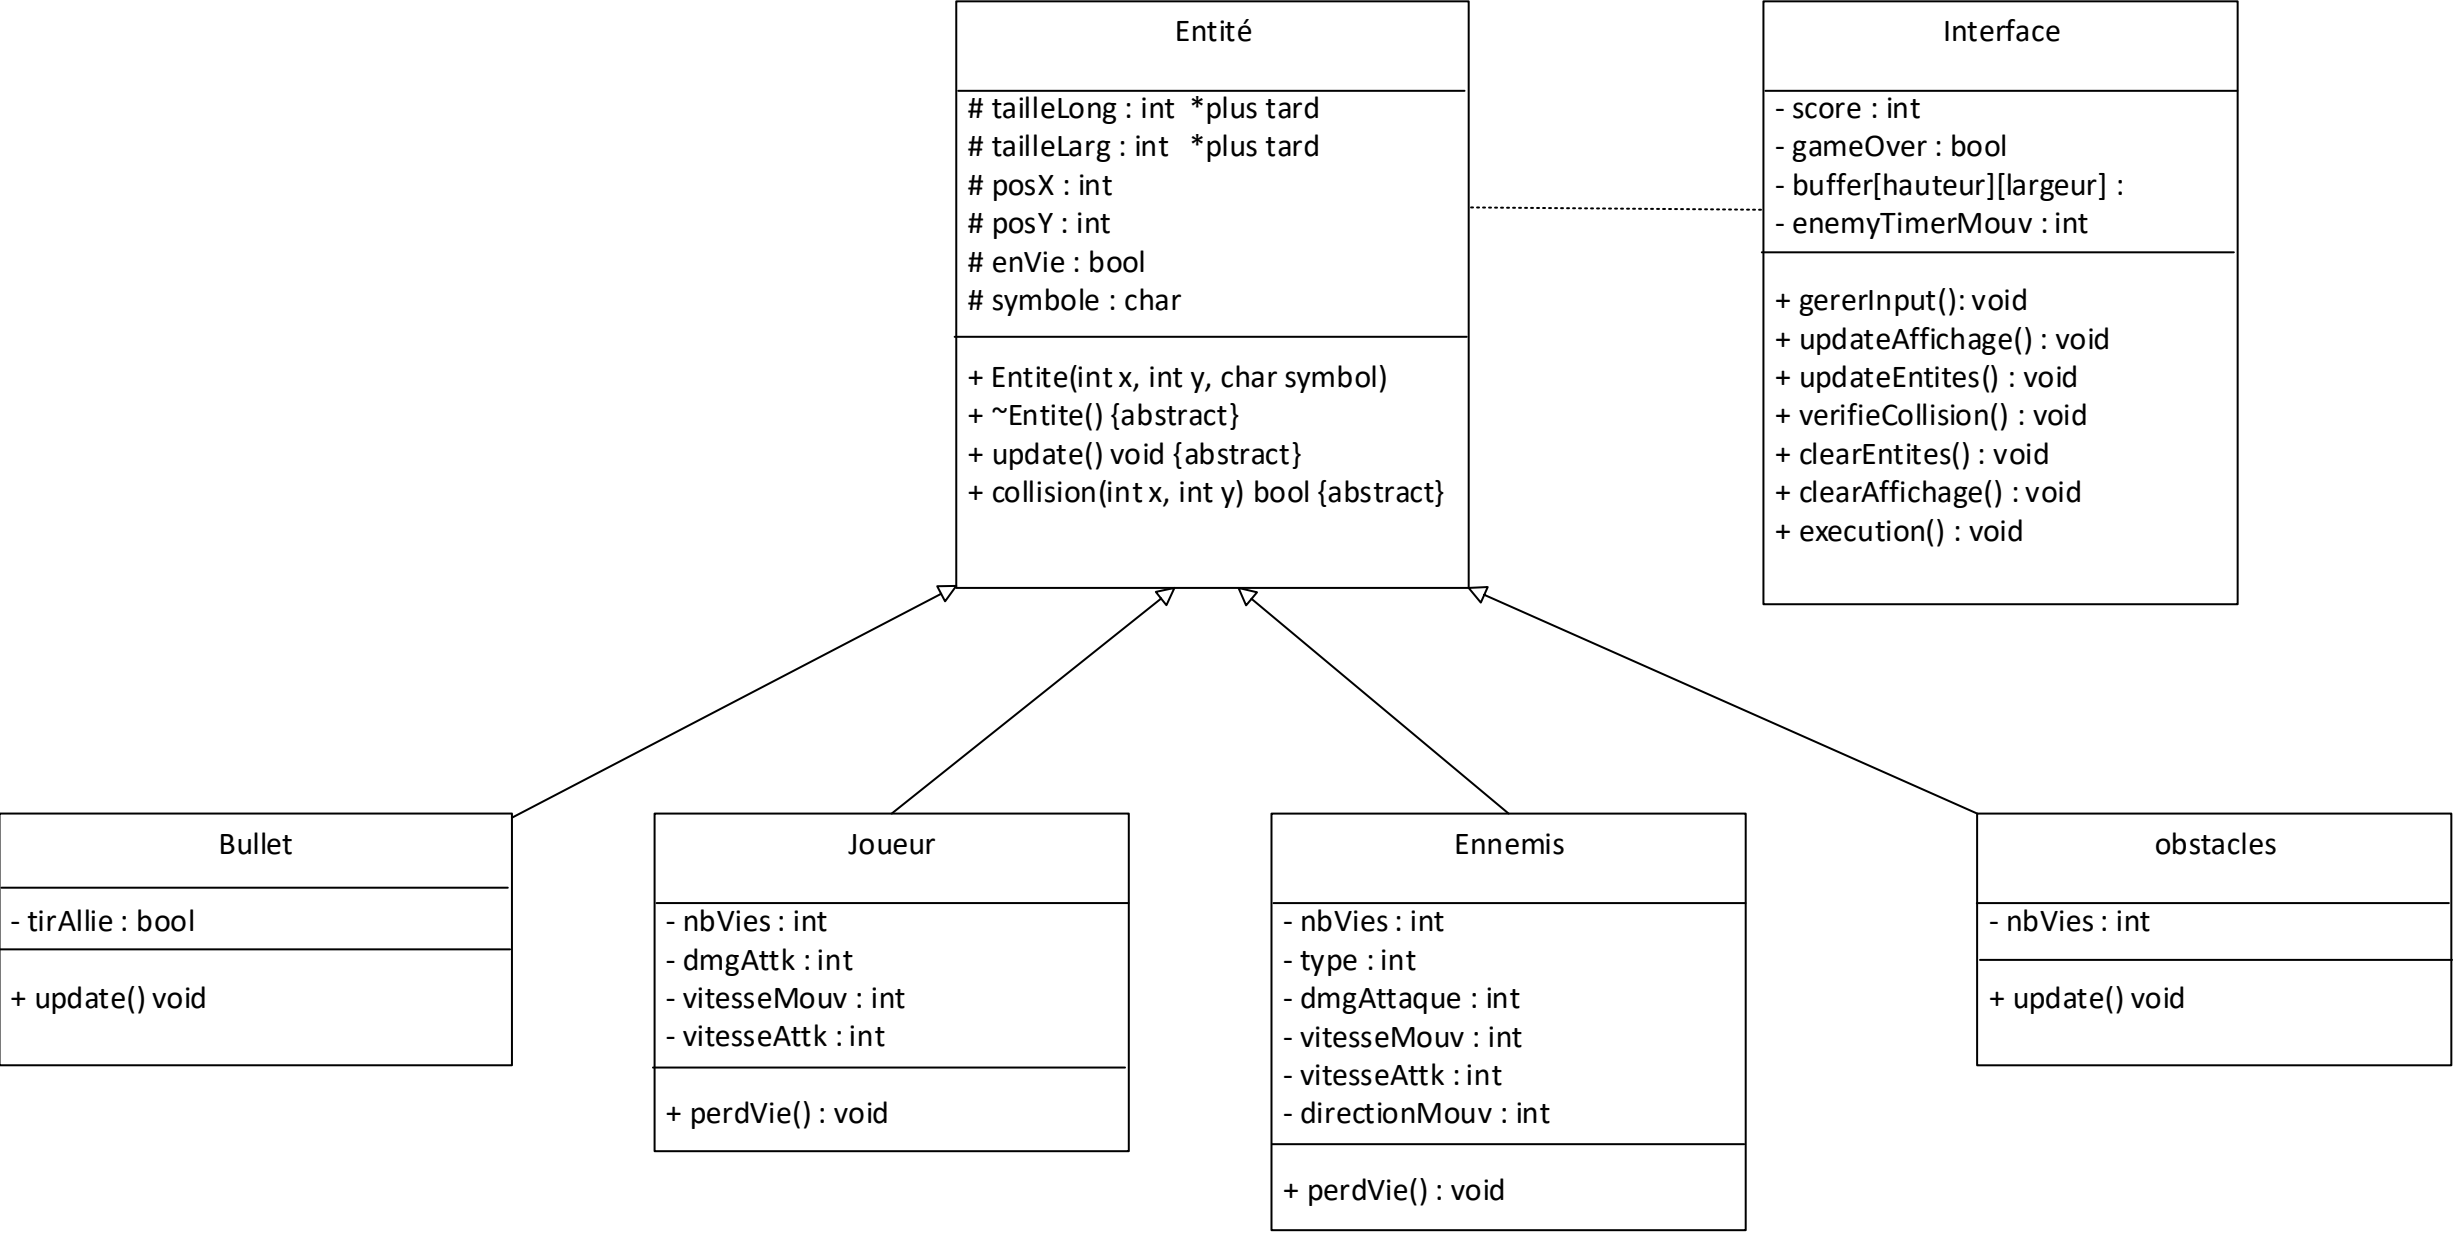 Entité
# tailleLong : int  *plus tard
# tailleLarg : int   *plus tard
# posX : int
# posY : int
# enVie : bool
# symbole : char
+ Entite(int x, int y, char symbol)
+ ~Entite() {abstract}
+ update() void {abstract}
+ collision(int x, int y) bool {abstract}
Interface
- score : int
- gameOver : bool
- buffer[hauteur][largeur] :
- enemyTimerMouv : int
+ gererInput(): void
+ updateAffichage() : void
+ updateEntites() : void
+ verifieCollision() : void
+ clearEntites() : void
+ clearAffichage() : void
+ execution() : void
Bullet
- tirAllie : bool
+ update() void
Joueur
- nbVies : int
- dmgAttk : int
- vitesseMouv : int
- vitesseAttk : int
+ perdVie() : void
Ennemis
- nbVies : int
- type : int
- dmgAttaque : int
- vitesseMouv : int
- vitesseAttk : int
- directionMouv : int
+ perdVie() : void
obstacles
- nbVies : int
+ update() void